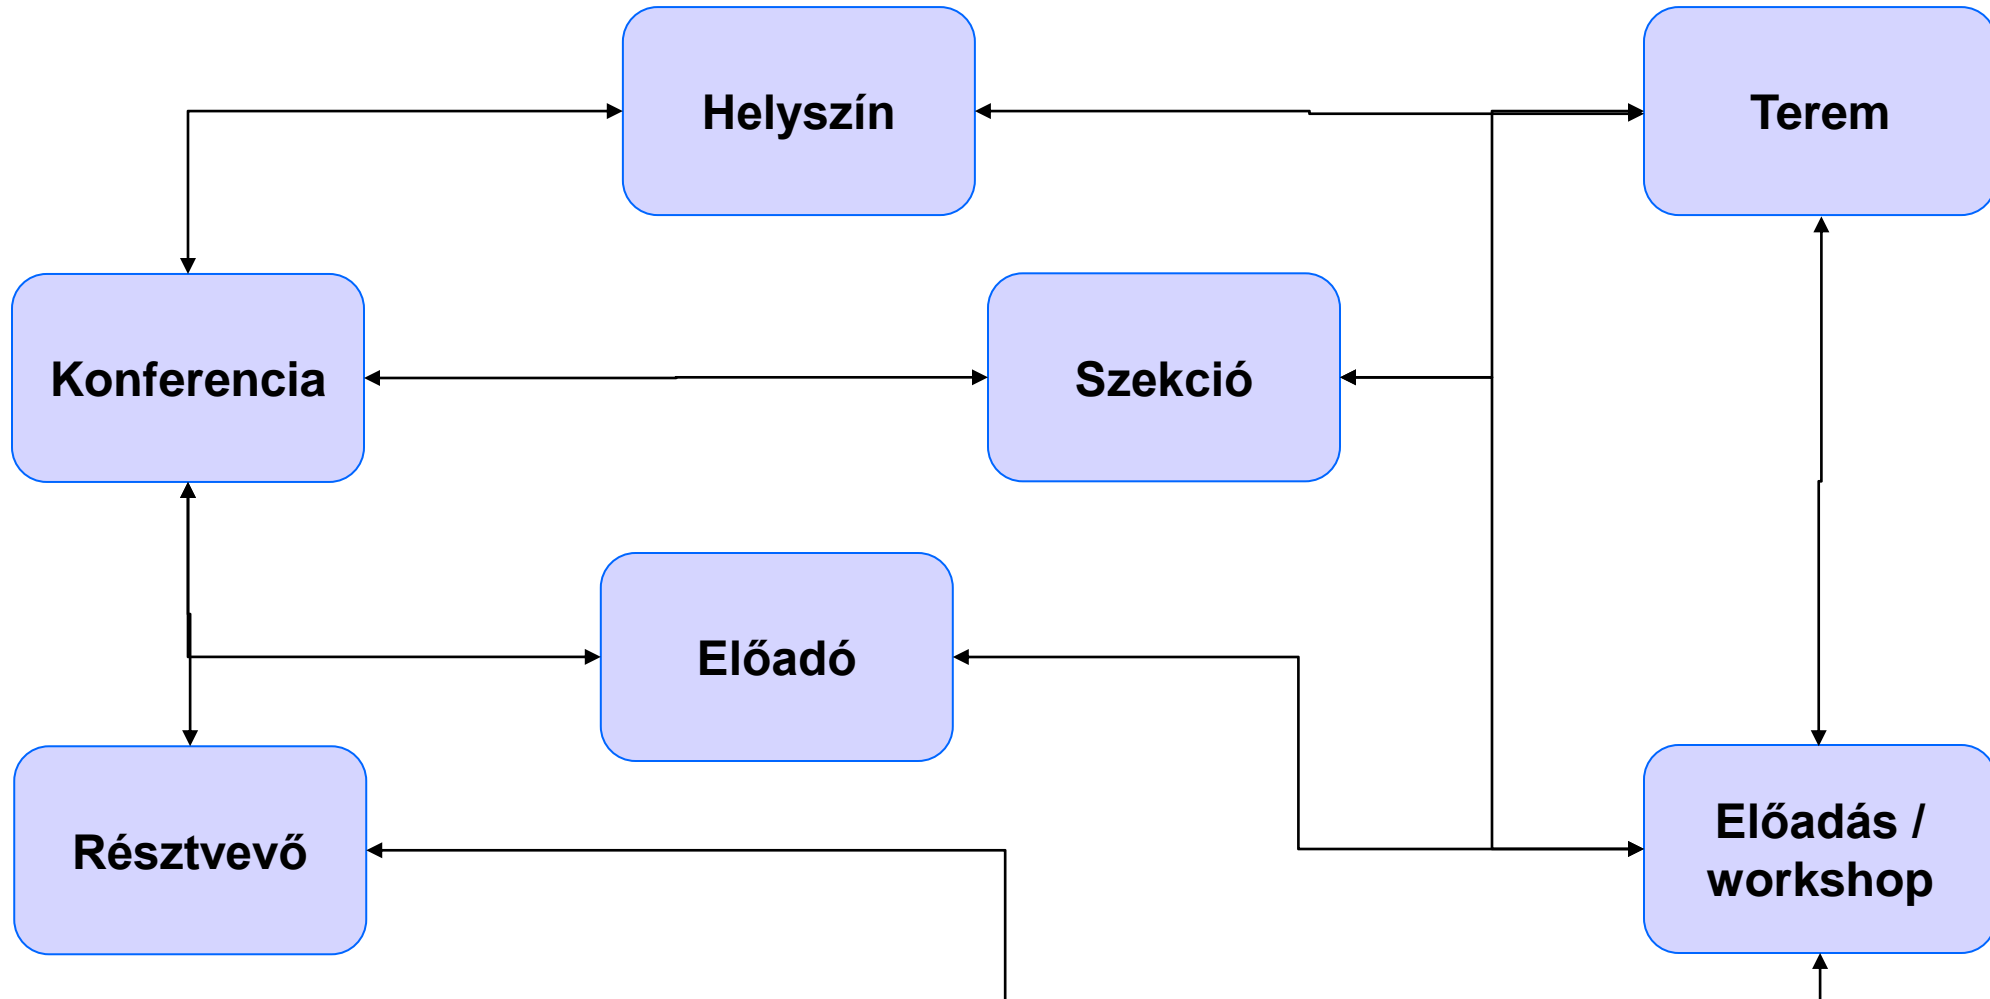 Helyszín
Terem
Konferencia
Szekció
Előadó
Résztvevő
Előadás /
workshop